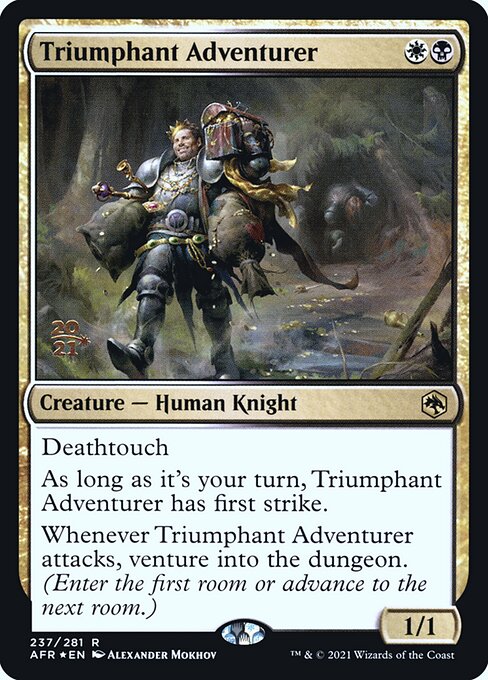 Triumphant Adventurer
20
21
Creature — Human Knight
Deathtouch
As long as it's your turn, Triumphant
Adventurer has first strike.
Whenever Triumphant Adventurer
attacks, venture into the dungeon.
(Enter the first room or advance to the
next room.)
1/1
237/281 R
AFR ★ EN Alexander Mokhov
™ & © 2021 Wizards of the Coast